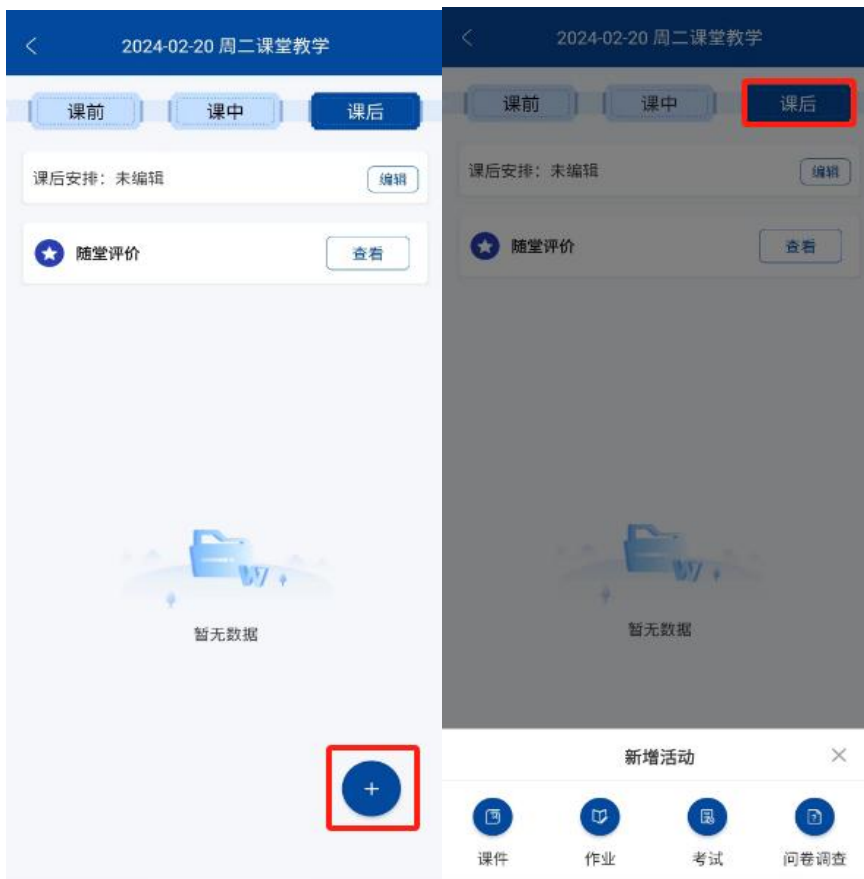 2024-02-20 周二课堂教学
课前
课中
课后
课后安排：未编辑
编辑
随堂评价
查看
暂无数据
+
2024-02-20 周二课堂教学
课前
课中
课后
课后安排：未编辑
编辑
随堂评价
查看
暂无数据
新增活动
课件
作业
考试
问卷调查